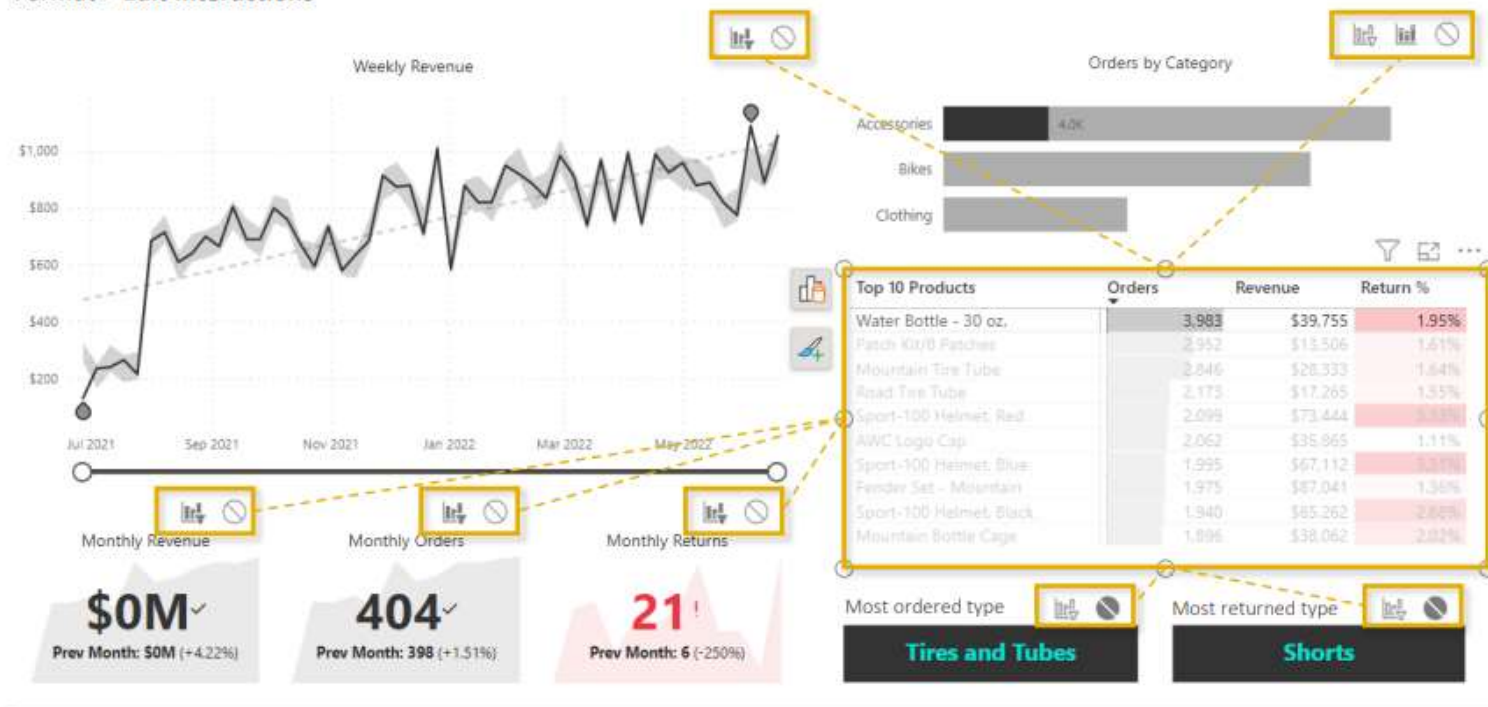 Weekly Revenue
Orders by Category
Accessories
4.0K
Bikes
Clothing
$1,000
$800
$600
$400
$200
Jul 2021 Sep 2021 Nov 2021 Jan 2022 Mar 2022 May 2022
Top 10 Products Orders Revenue Return %
Water Bottle - 30 oz. 3,983 $39,755 1.95%
Patch Kit/8 Patches 2,952 $13,506 1.61%
Mountain Tire Tube 2,846 $28,333 1.64%
Road Tire Tube 2,173 $17,265 1.55%
Sport-100 Helmet, Red 2,099 $73,444
AWC Logo Cap 2,062 $35,865 1.11%
Sport-100 Helmet, Blue 1,995 $67,112
Fender Set - Mountain 1,975 $87,041 1.36%
Sport-100 Helmet, Black 1,940 $65,262 2.68%
Mountain Bottle Cage 1,896 $38,062 2.02%
Monthly Revenue
$0M
Prev Month: $0M (+4.22%)
Monthly Orders
404
Prev Month: 398 (+1.51%)
Monthly Returns
21!
Prev Month: 6 (-250%)
Most ordered type
Tires and Tubes
Most returned type
Shorts